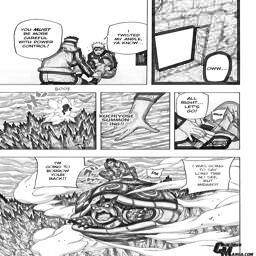 YOU MUST
BE MORE
CAREFUL
WITH POWER
CONTROL!
TWISTED
MY ANKLE,
YA KNOW...
OWW...
KUCHIYOSE
SUMMON
ING!!
ALL
RIGHT...
LET'S
GO!
I'M
GOING TO
BORROW
YOUR
BACK!
I WAS
GOING
TO SAY
LONG TIME
NO SEE,
BUT